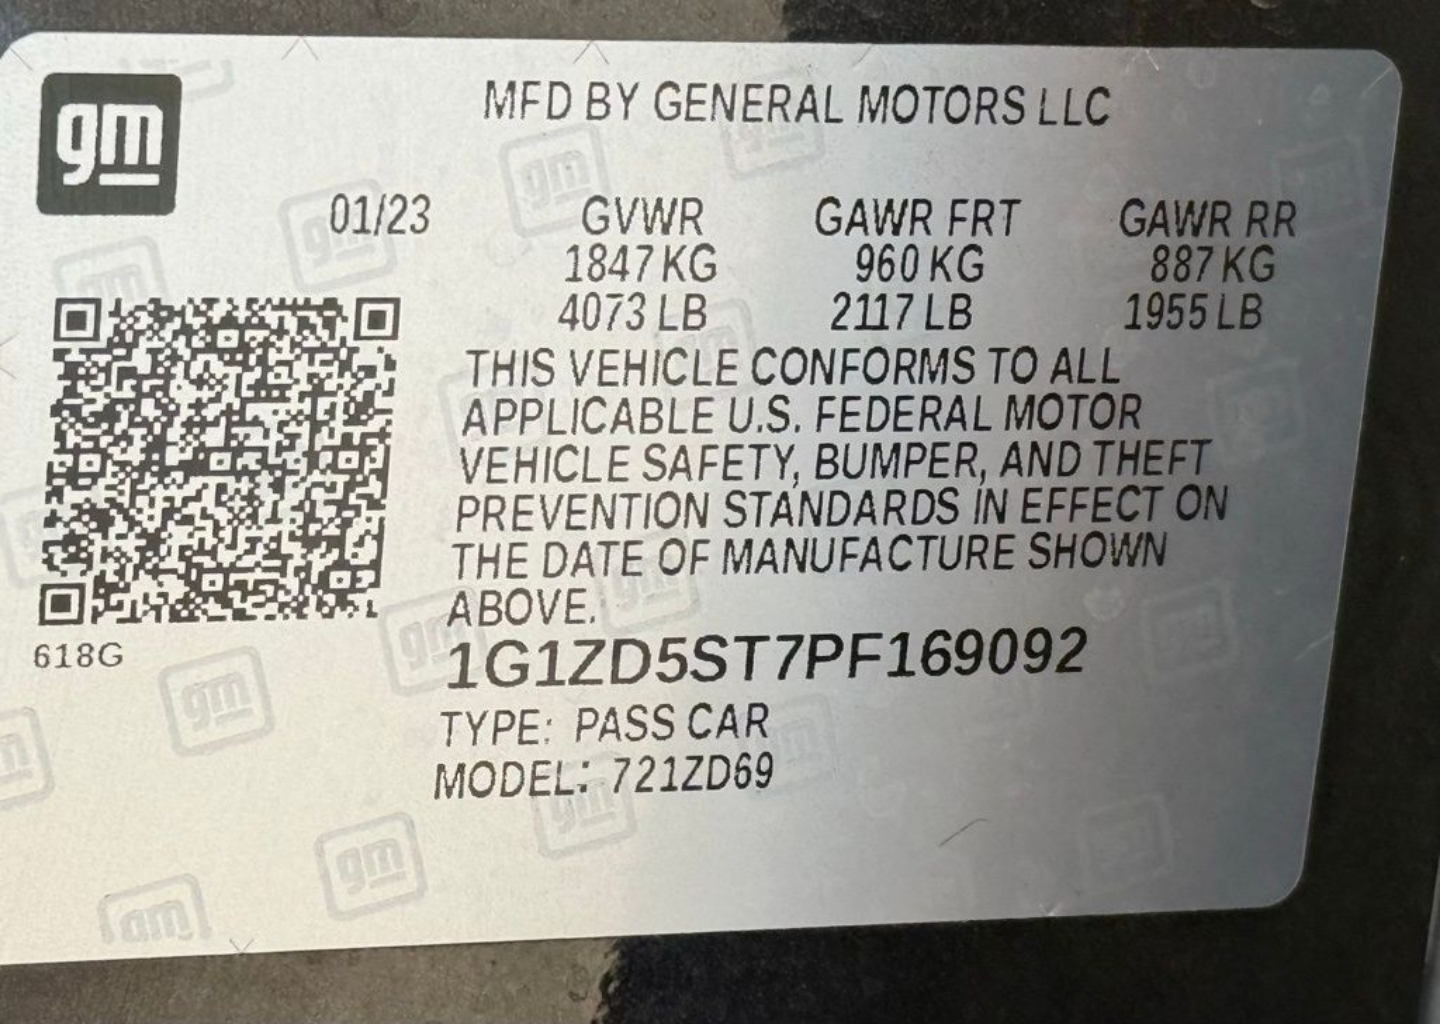 gm
MFD BY GENERAL MOTORS LLC
01/23 GVWR GAWR FRT GAWR RR
1847 KG 960 KG 887 KG
4073 LB 2117 LB 1955 LB
THIS VEHICLE CONFORMS TO ALL
APPLICABLE U.S. FEDERAL MOTOR
VEHICLE SAFETY, BUMPER, AND THEFT
PREVENTION STANDARDS IN EFFECT ON
THE DATE OF MANUFACTURE SHOWN
ABOVE.
618G
1G1ZD5ST7PF169092
TYPE: PASS CAR
MODEL: 721ZD69